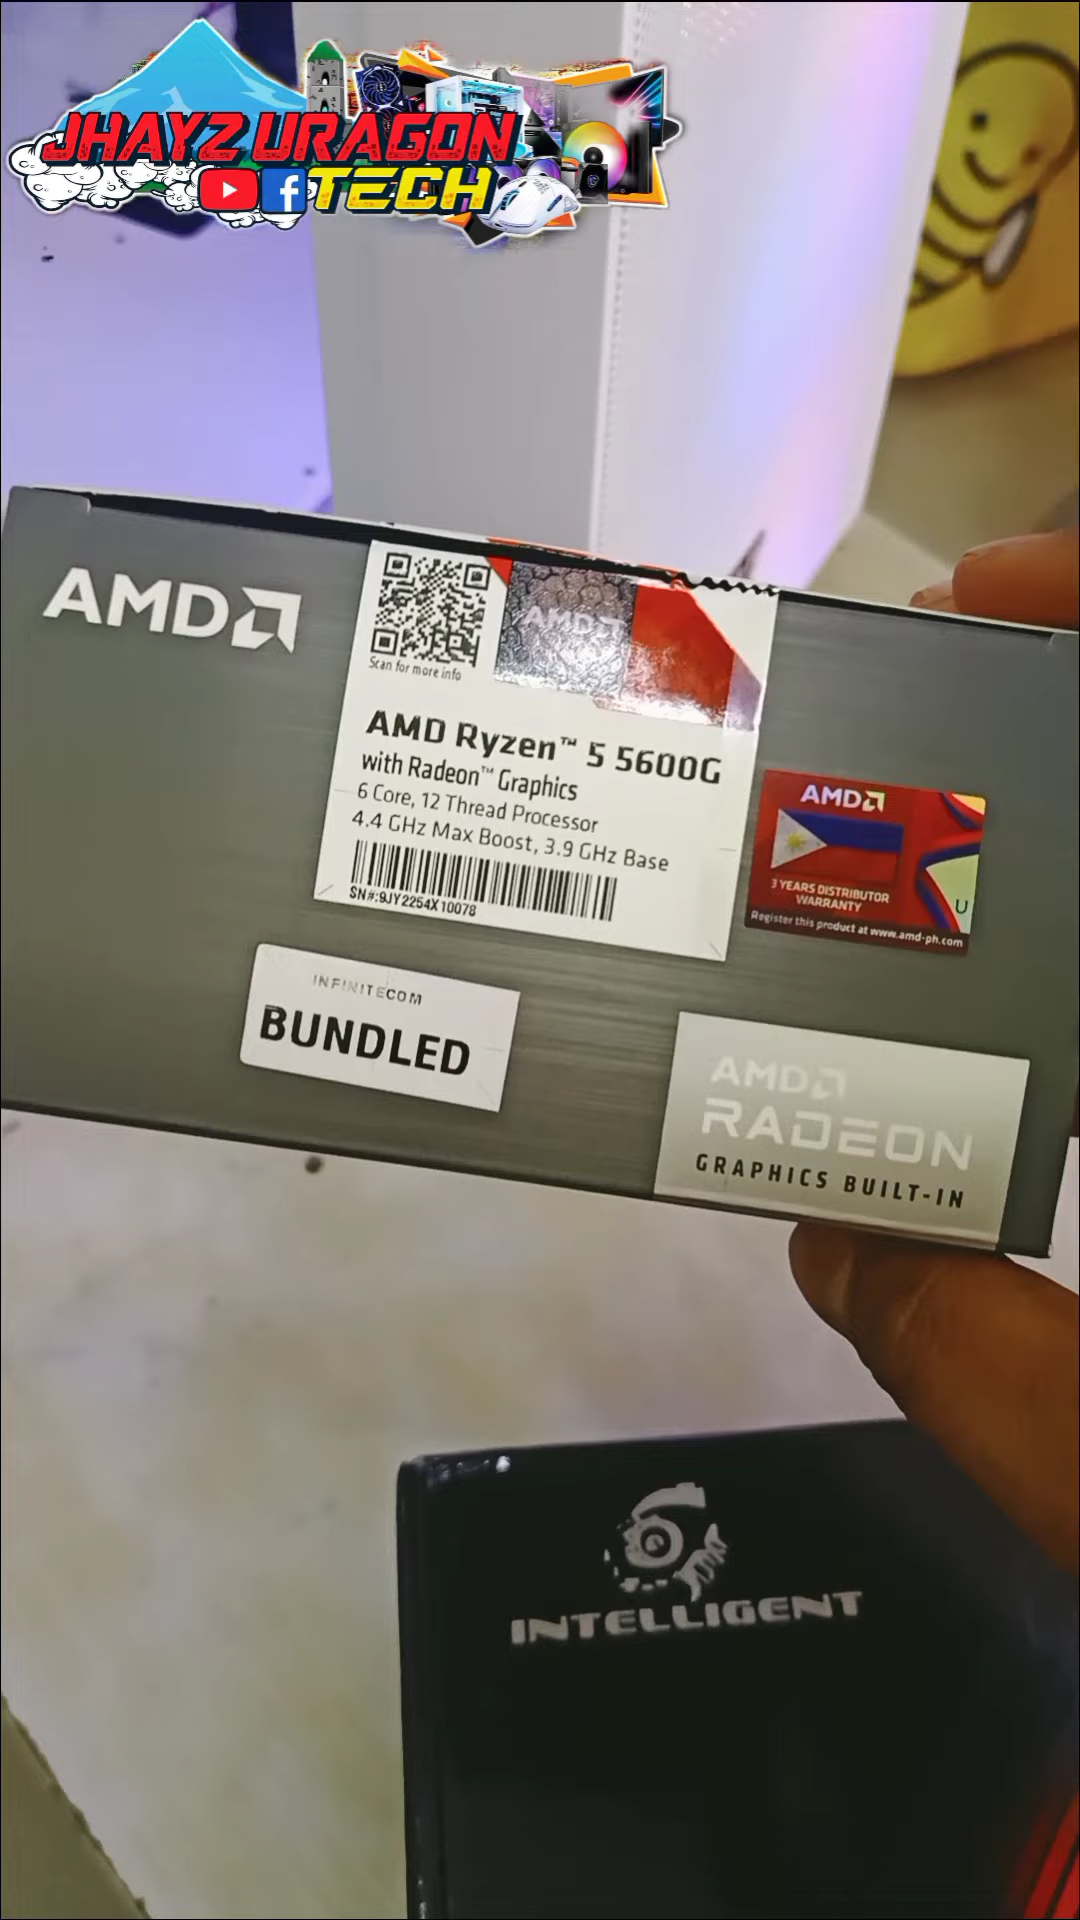 JHAYZ URAGON
TECH
AMD
Scan for more info
AMD
AMD Ryzen™ 5 5600G
with Radeon™ Graphics
6 Core, 12 Thread Processor
4.4 GHz Max Boost, 3.9 GHz Base
SN#:9JY2254X10078
AMD
3 YEARS DISTRIBUTOR
WARRANTY
U
Register this product at www.amd-ph.com
INFINITECOM
BUNDLED
AMD
RADEON
GRAPHICS BUILT-IN
INTELLIGENT